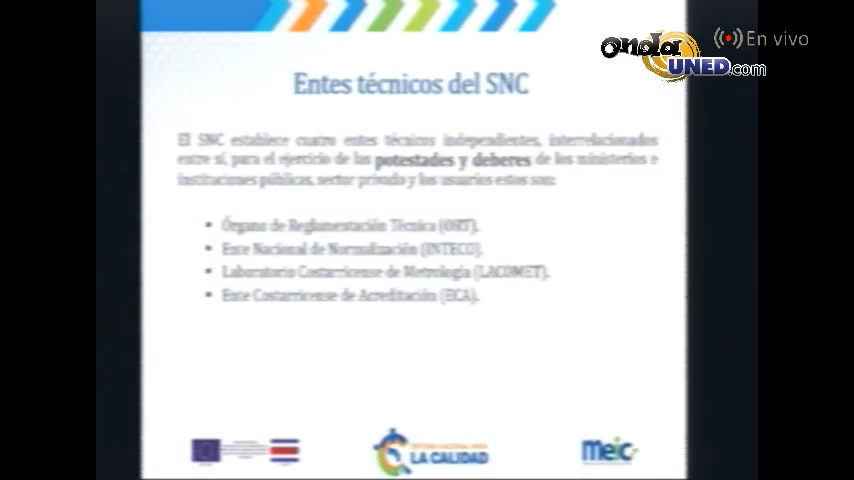 onda
UNED.com
En vivo
Entes técnicos del SNC
El SNC establece cuatro entes técnicos independientes, interrelacionados
entre sí, para el ejercicio de las potestades y deberes de los ministerios e
instituciones públicas, sector privado y los usuarios estos son:
• Órgano de Reglamentación Técnica (ORT).
• Ente Nacional de Normalización (INTECO).
• Laboratorio Costarricense de Metrología (LACOMET).
• Ente Costarricense de Acreditación (ECA).
LA CALIDAD
meic